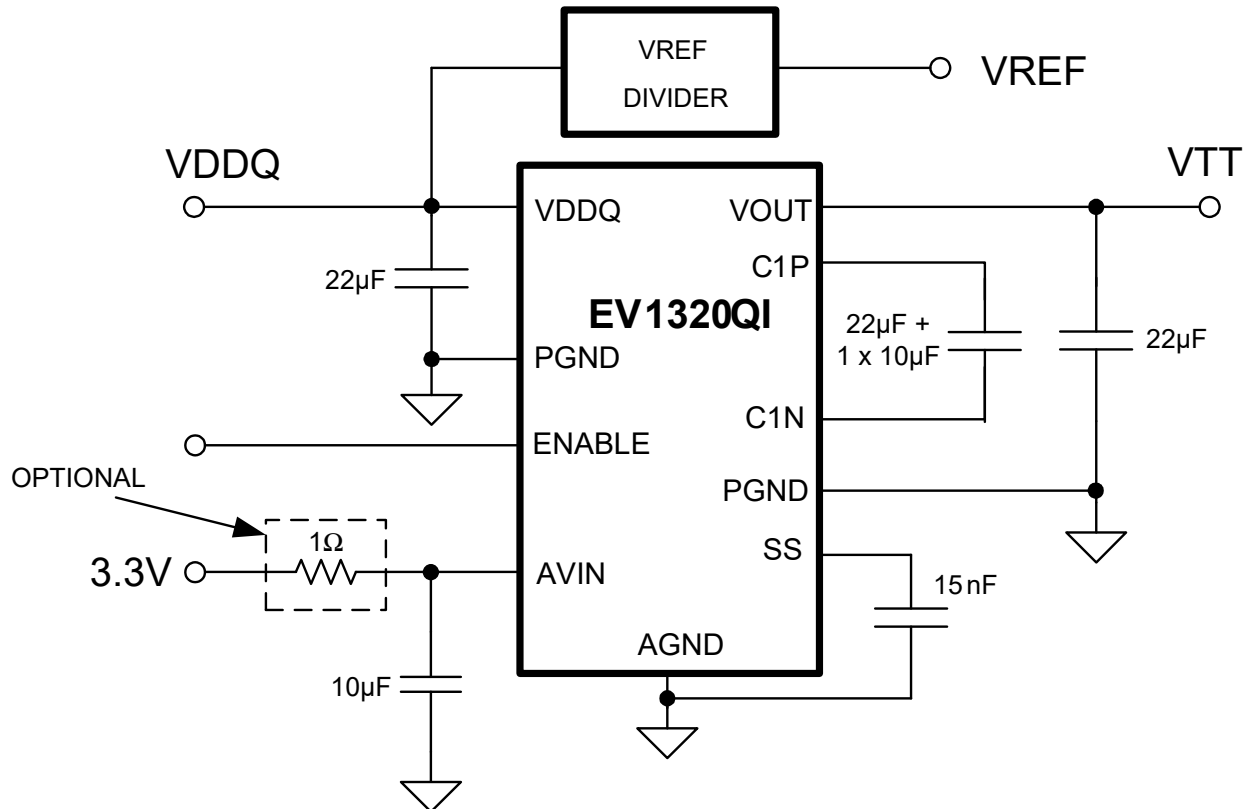 VREF
DIVIDER
VREF
VDDQ
VTT
VDDQ
VOUT
C1P
22µF
EV1320QI
22µF +
1 x 10µF
22µF
PGND
C1N
ENABLE
OPTIONAL
PGND
1Ω
SS
3.3V
AVIN
15nF
AGND
10µF